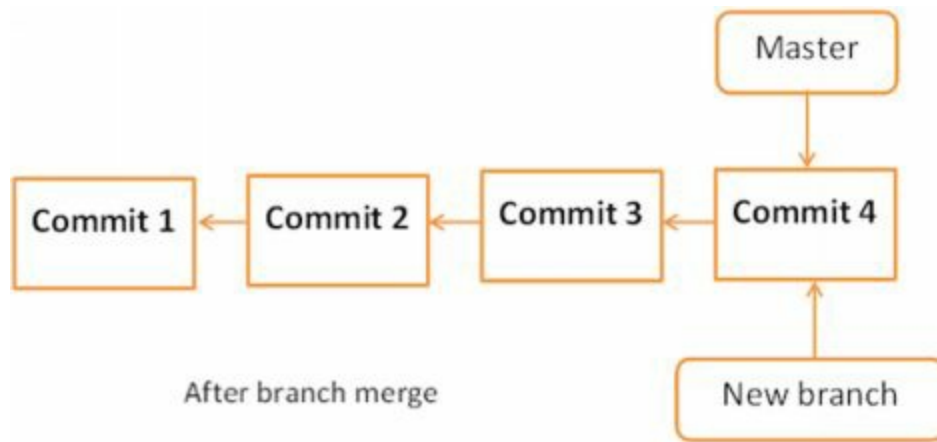 Master
Commit 1
Commit 2
Commit 3
Commit 4
After branch merge
New branch